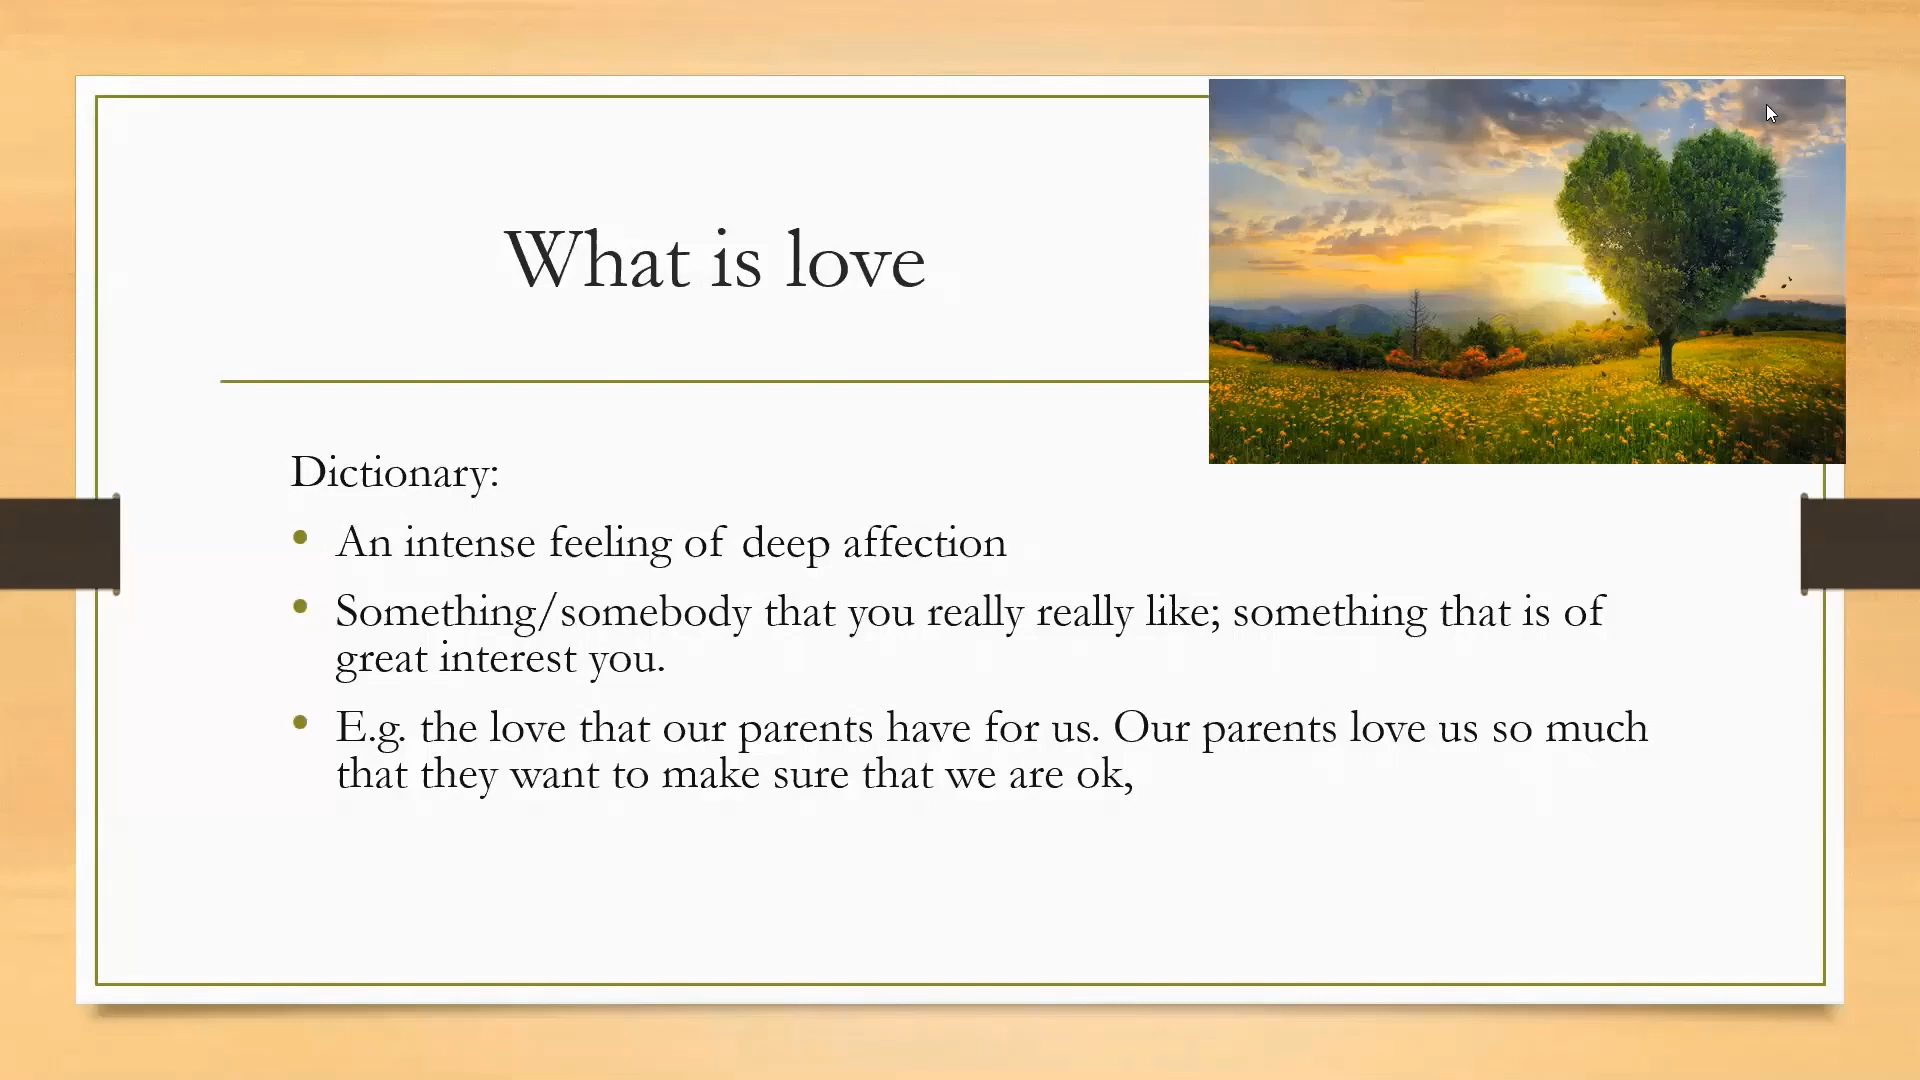 What is love
Dictionary:
• An intense feeling of deep affection
• Something/somebody that you really really like; something that is of
great interest you.
• E.g. the love that our parents have for us. Our parents love us so much
that they want to make sure that we are ok,